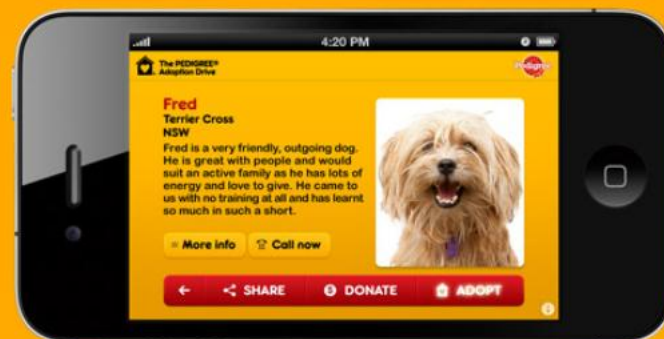 4:20 PM
The PEDIGREE®
Adoption Drive
Pedigree
Fred
Terrier Cross
NSW
Fred is a very friendly, outgoing dog.
He is great with people and would
suit an active family as he has lots of
energy and love to give. He came to
us with no training at all and has learnt
so much in such a short.
More info
Call now
SHARE
DONATE
ADOPT